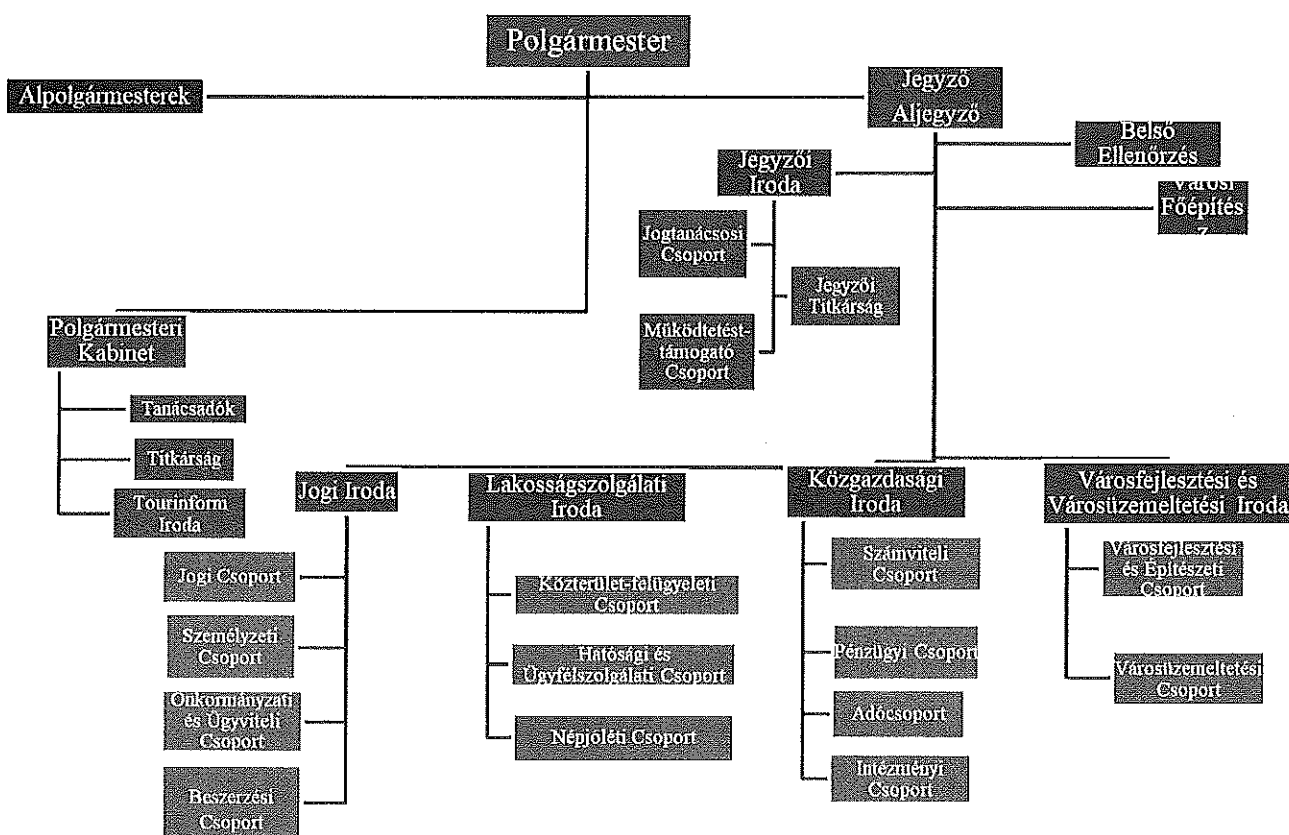 Polgármester
Alpolgármesterek
Jegyző
Aljegyző
Belső
Ellenőrzés
Városi
Főépítés
z
Jegyzői
Iroda
Jogtanácsosi
Csoport
Jegyzői
Titkárság
Működtetést-
támogató
Csoport
Polgármesteri
Kabinet
Tanácsadók
Titkárság
Tourinform
Iroda
Jogi Iroda
Jogi Csoport
Személyzeti
Csoport
Önkormányzati
és Ügyviteli
Csoport
Beszerzési
Csoport
Lakosságszolgálati
Iroda
Közterület-felügyeleti
Csoport
Hatósági és
Ügyfélszolgálati Csoport
Népjóléti Csoport
Közgazdasági
Iroda
Számviteli
Csoport
Pénzügyi Csoport
Adócsoport
Intézményi
Csoport
Városfejlesztési és
Városüzemeltetési Iroda
Városfejlesztési
és Építészeti
Csoport
Városüzemeltetési
Csoport